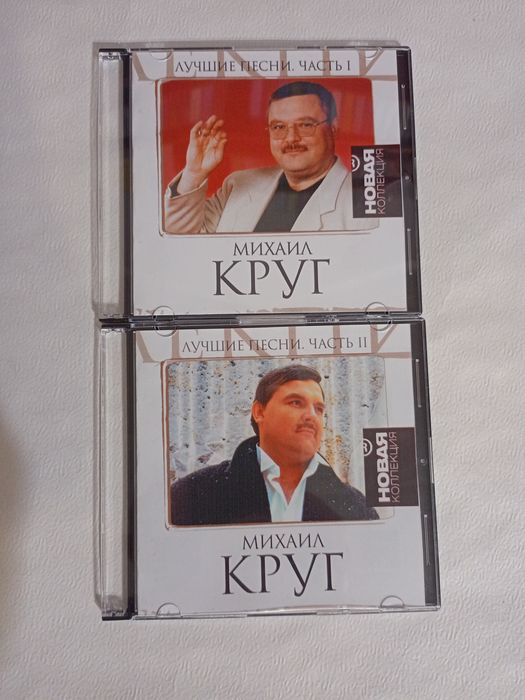 ЛУЧШИЕ ПЕСНИ. ЧАСТЬ I
® НОВАЯ
КОЛЛЕКЦИЯ
МИХАИЛ
КРУГ
ЛУЧШИЕ ПЕСНИ. ЧАСТЬ II
® НОВАЯ
КОЛЛЕКЦИЯ
МИХАИЛ
КРУГ